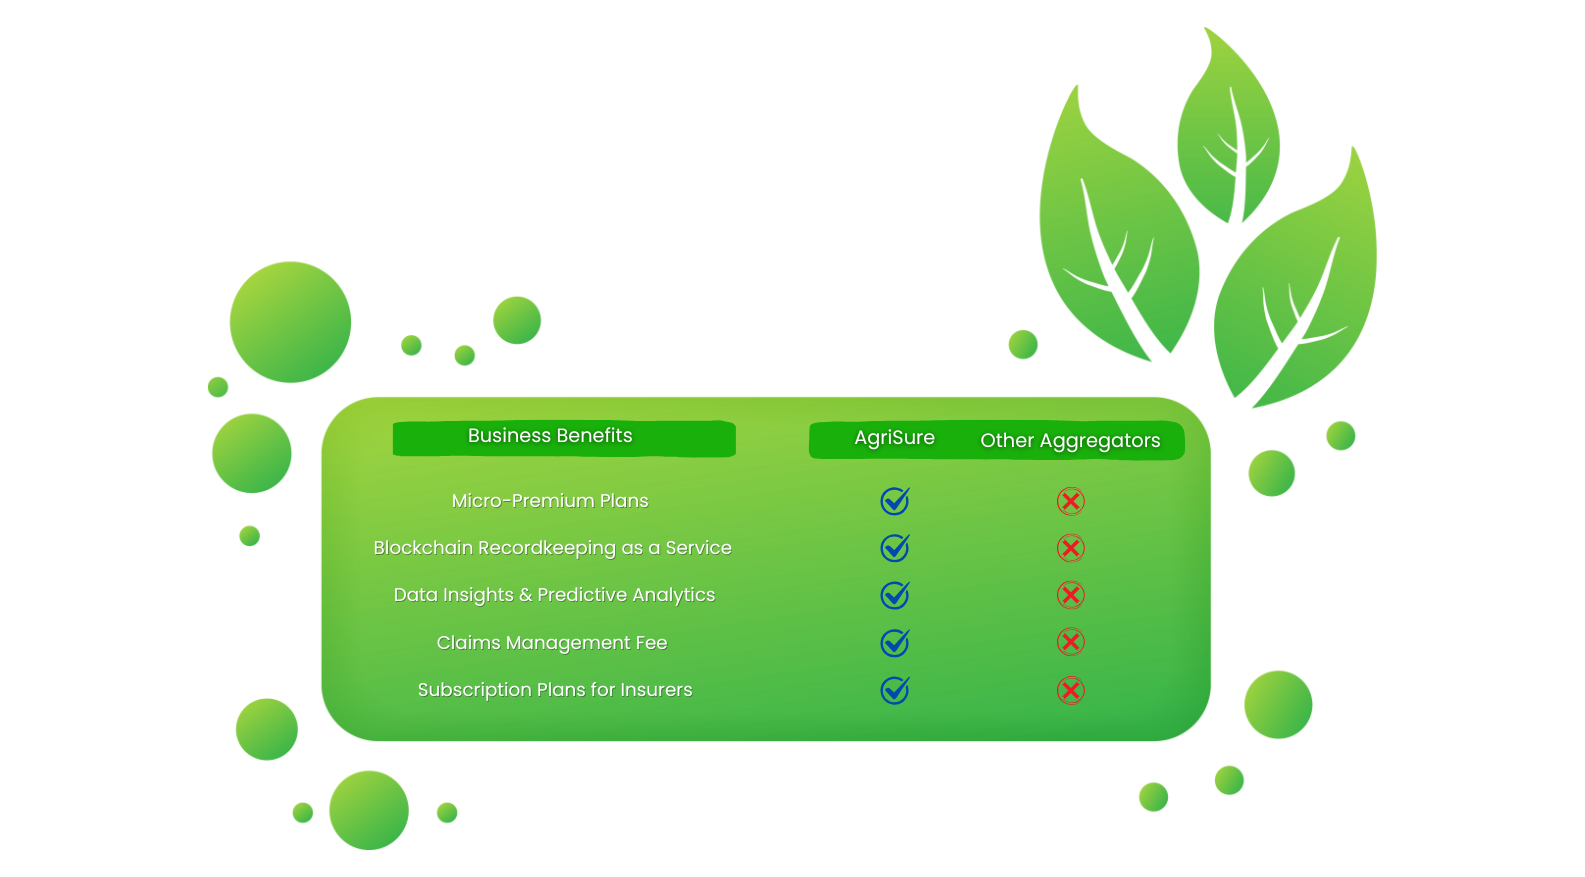 Business Benefits
AgriSure
Other Aggregators
Micro-Premium Plans
Blockchain Recordkeeping as a Service
Data Insights & Predictive Analytics
Claims Management Fee
Subscription Plans for Insurers